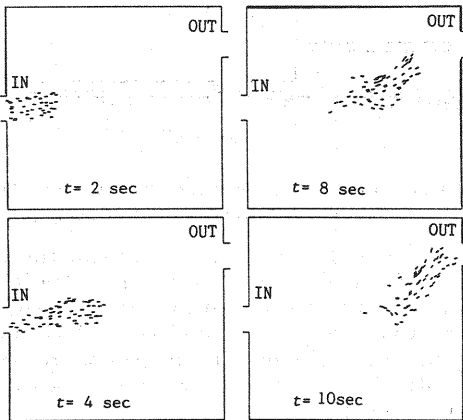 OUT
IN
t= 2 sec
OUT
IN
t= 8 sec
OUT
IN
t= 4 sec
OUT
IN
t= 10sec